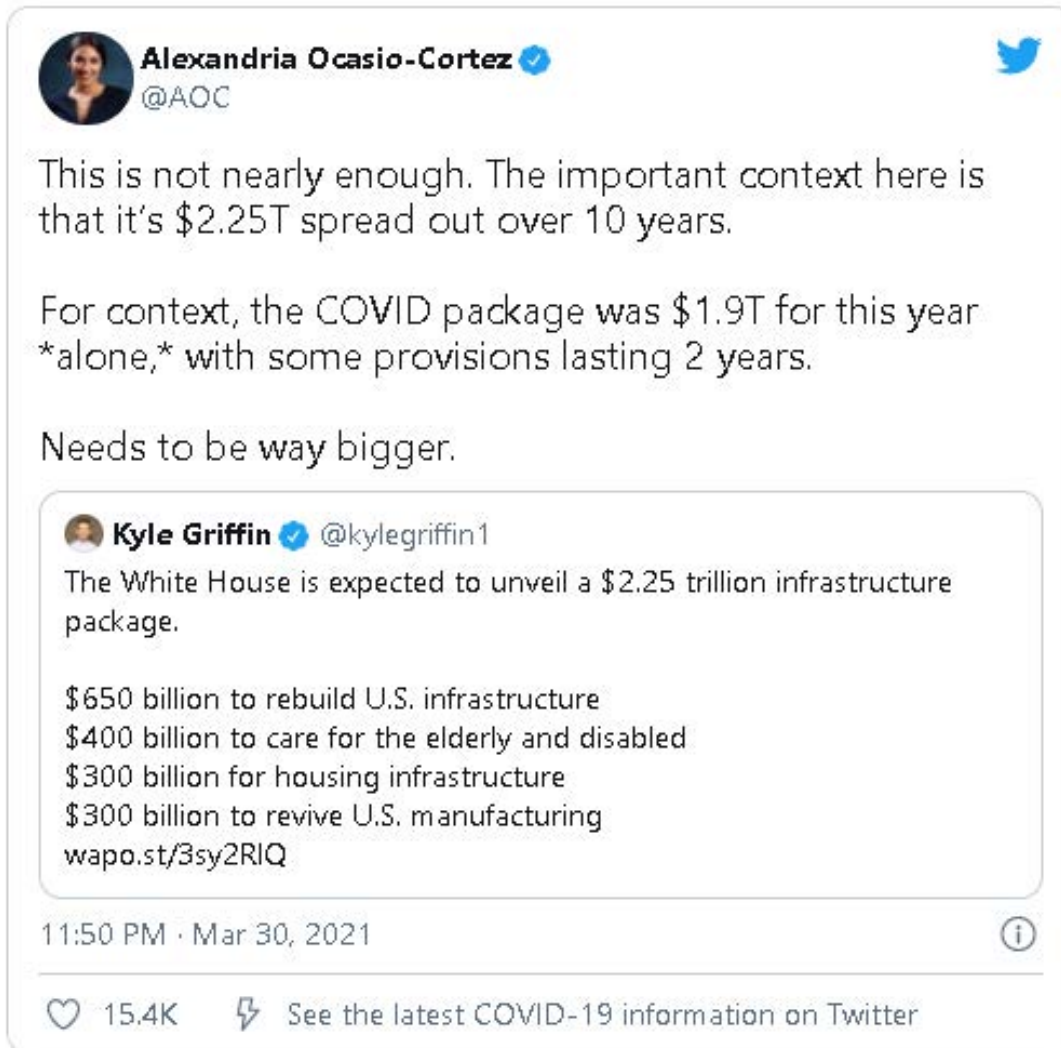 Alexandria Ocasio-Cortez
@AOC
This is not nearly enough. The important context here is
that it's $2.25T spread out over 10 years.
For context, the COVID package was $1.9T for this year
*alone,* with some provisions lasting 2 years.
Needs to be way bigger.
Kyle Griffin @kylegriffin1
The White House is expected to unveil a $2.25 trillion infrastructure
package.
$650 billion to rebuild U.S. infrastructure
$400 billion to care for the elderly and disabled
$300 billion for housing infrastructure
$300 billion to revive U.S. manufacturing
wapo.st/3sy2RlQ
11:50 PM · Mar 30, 2021
15.4K See the latest COVID-19 information on Twitter